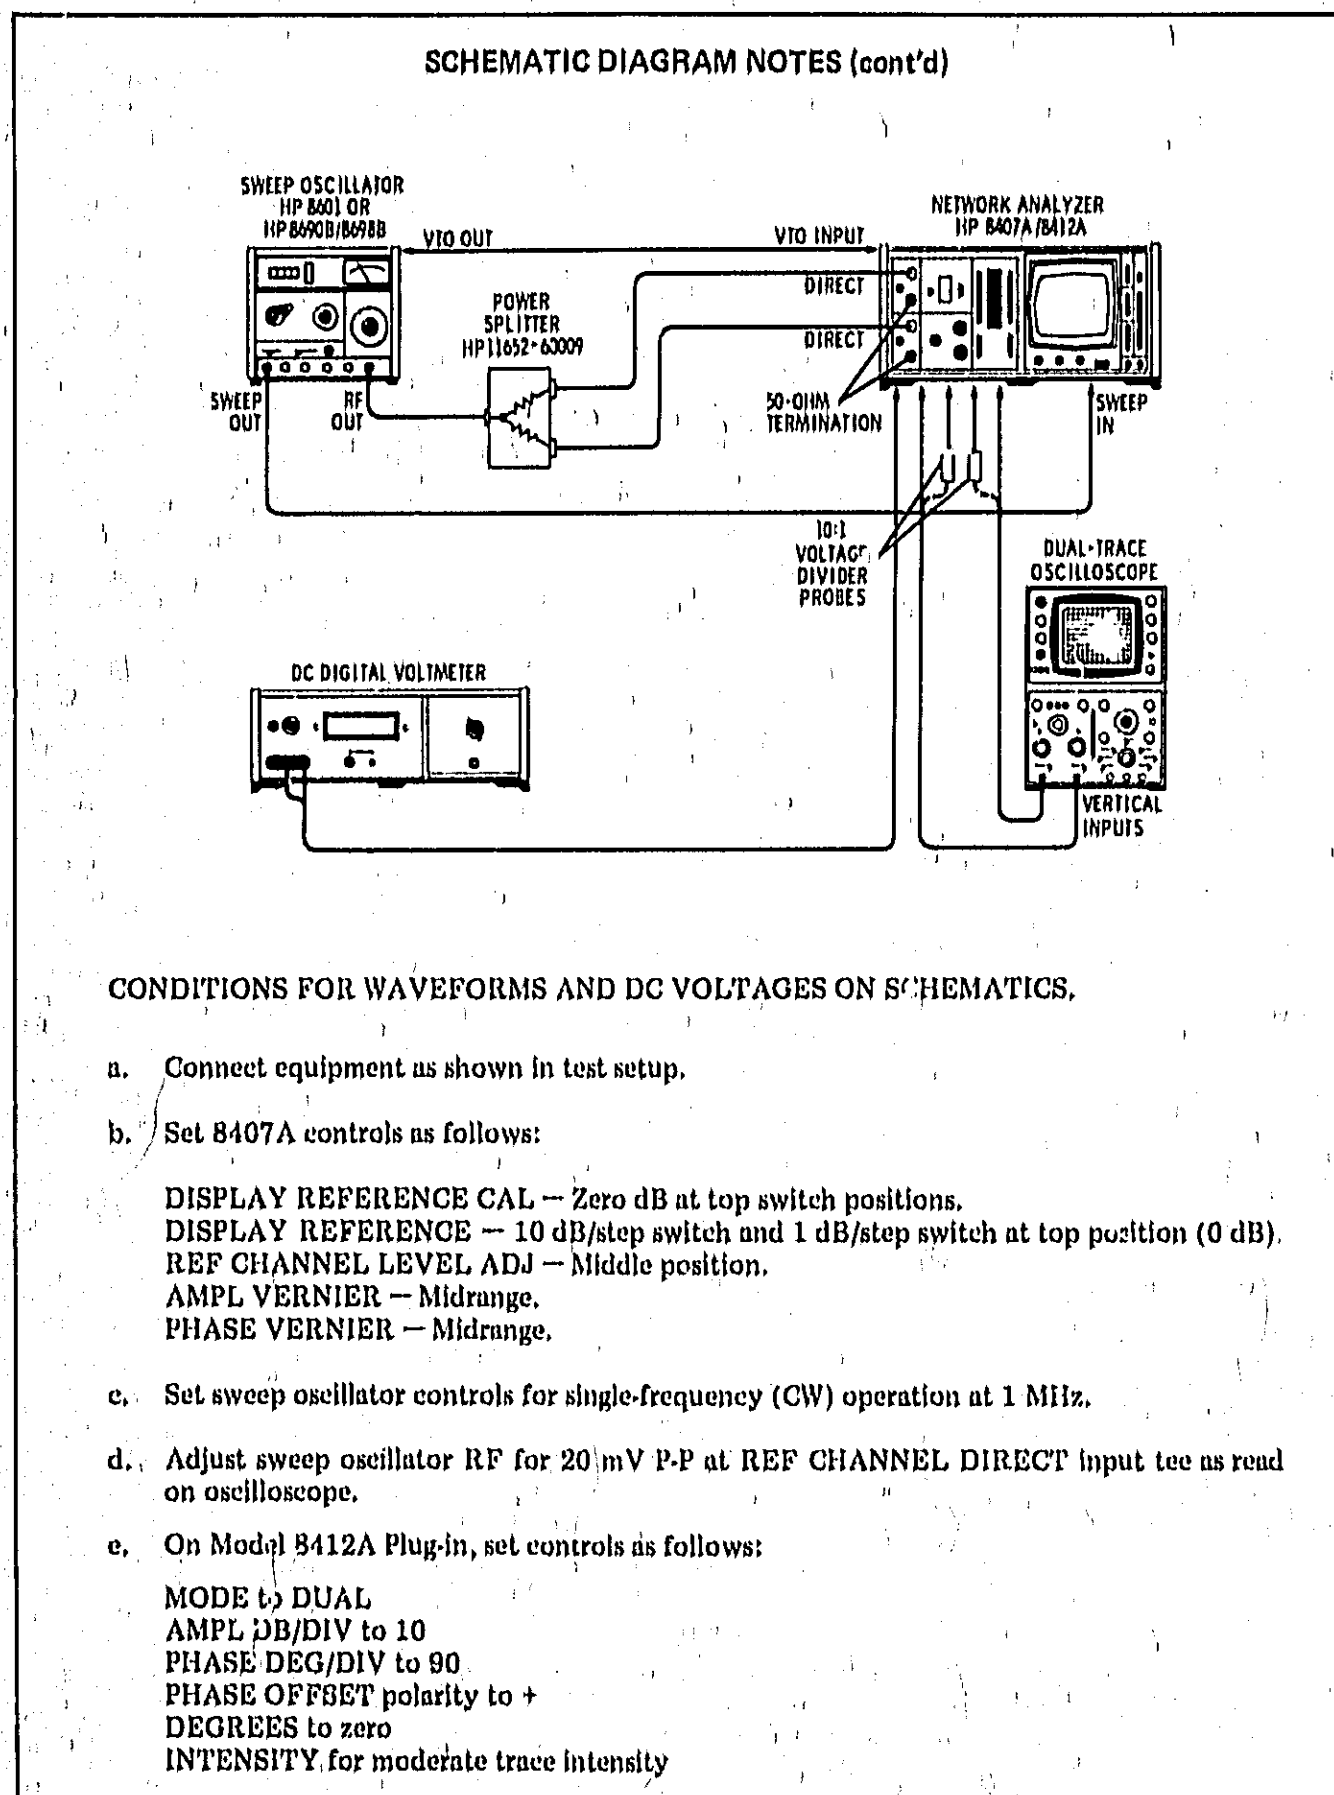 SCHEMATIC DIAGRAM NOTES (cont'd)
SWEEP OSCILLATOR
HP 8601 OR
HP 8690B/8698B
VTO OUT
VTO INPUT
NETWORK ANALYZER
HP 8407A/8412A
DIRECT
POWER
SPLITTER
HP11652-60009
DIRECT
SWEEP
OUT
RF
OUT
50-OHM
TERMINATION
SWEEP
IN
10:1
VOLTAGE
DIVIDER
PROBES
DUAL-TRACE
OSCILLOSCOPE
DC DIGITAL VOLTMETER
VERTICAL
INPUTS
CONDITIONS FOR WAVEFORMS AND DC VOLTAGES ON SCHEMATICS.
a. Connect equipment as shown in test setup.
b. Set 8407A controls as follows:
DISPLAY REFERENCE CAL — Zero dB at top switch positions.
DISPLAY REFERENCE — 10 dB/step switch and 1 dB/step switch at top position (0 dB).
REF CHANNEL LEVEL ADJ — Middle position.
AMPL VERNIER — Midrange.
PHASE VERNIER — Midrange.
c. Set sweep oscillator controls for single-frequency (CW) operation at 1 MHz.
d. Adjust sweep oscillator RF for 20 mV P-P at REF CHANNEL DIRECT input tee as read
on oscilloscope.
e. On Model 8412A Plug-in, set controls as follows:
MODE to DUAL
AMPL DB/DIV to 10
PHASE DEG/DIV to 90
PHASE OFFSET polarity to +
DEGREES to zero
INTENSITY for moderate trace intensity